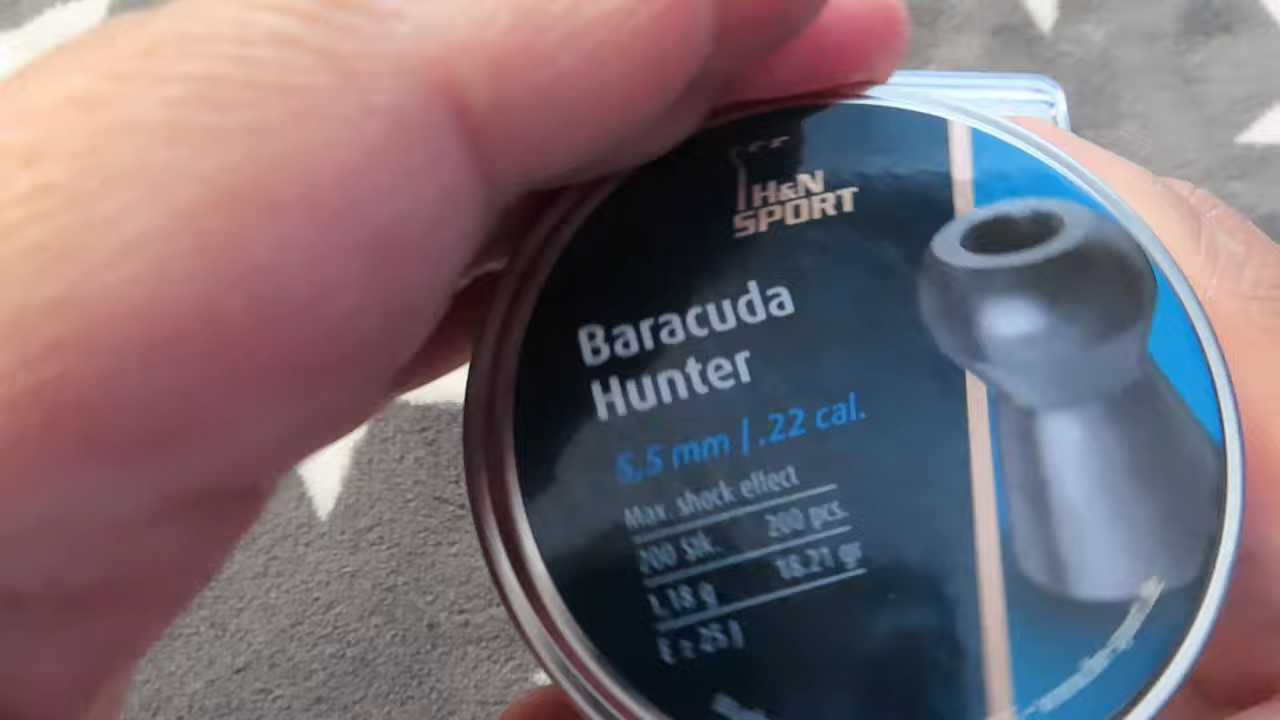 H&N
SPORT
Baracuda
Hunter
5,5 mm | .22 cal.
Max. shock effect
200 Stk. 200 pcs.
1,18 g 18.21 gr
E ≥ 25 J